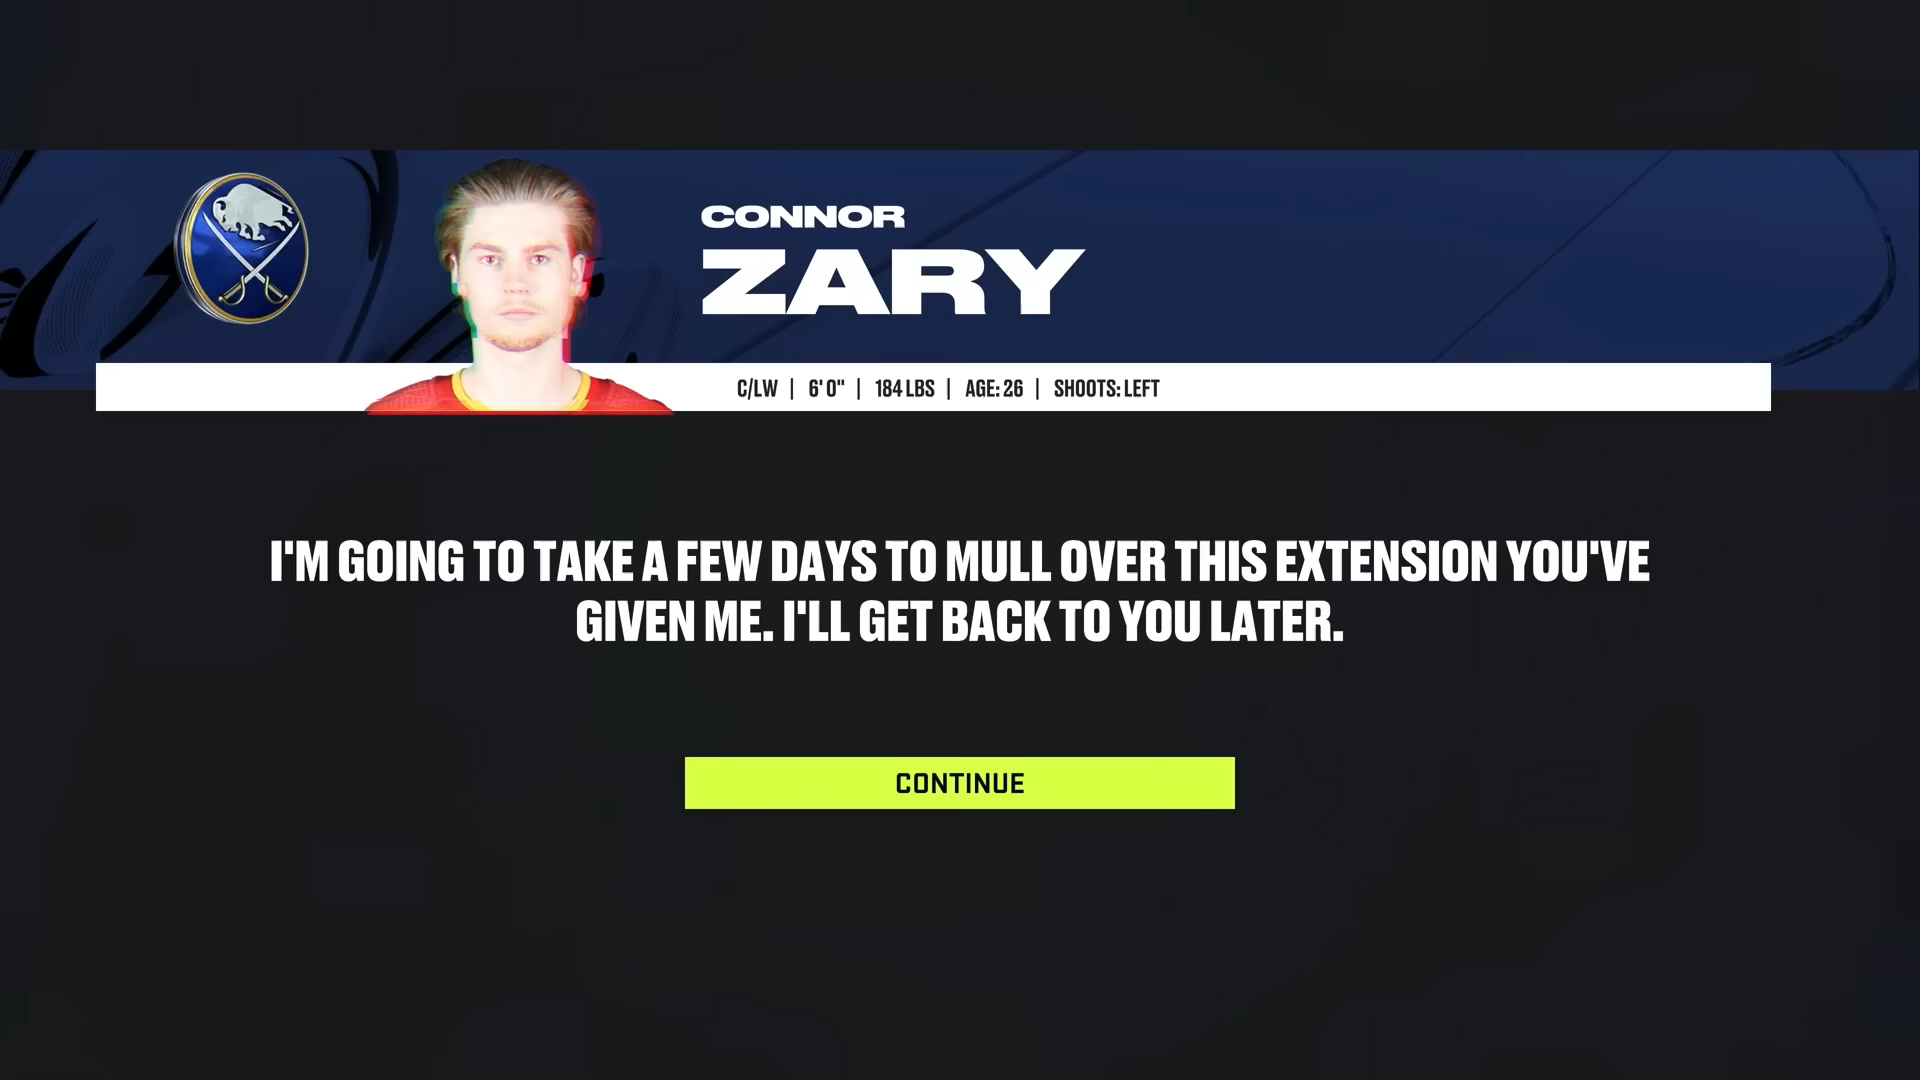 CONNOR
ZARY
C/LW | 6' 0" | 184 LBS | AGE: 26 | SHOOTS: LEFT
I'M GOING TO TAKE A FEW DAYS TO MULL OVER THIS EXTENSION YOU'VE
GIVEN ME. I'LL GET BACK TO YOU LATER.
CONTINUE